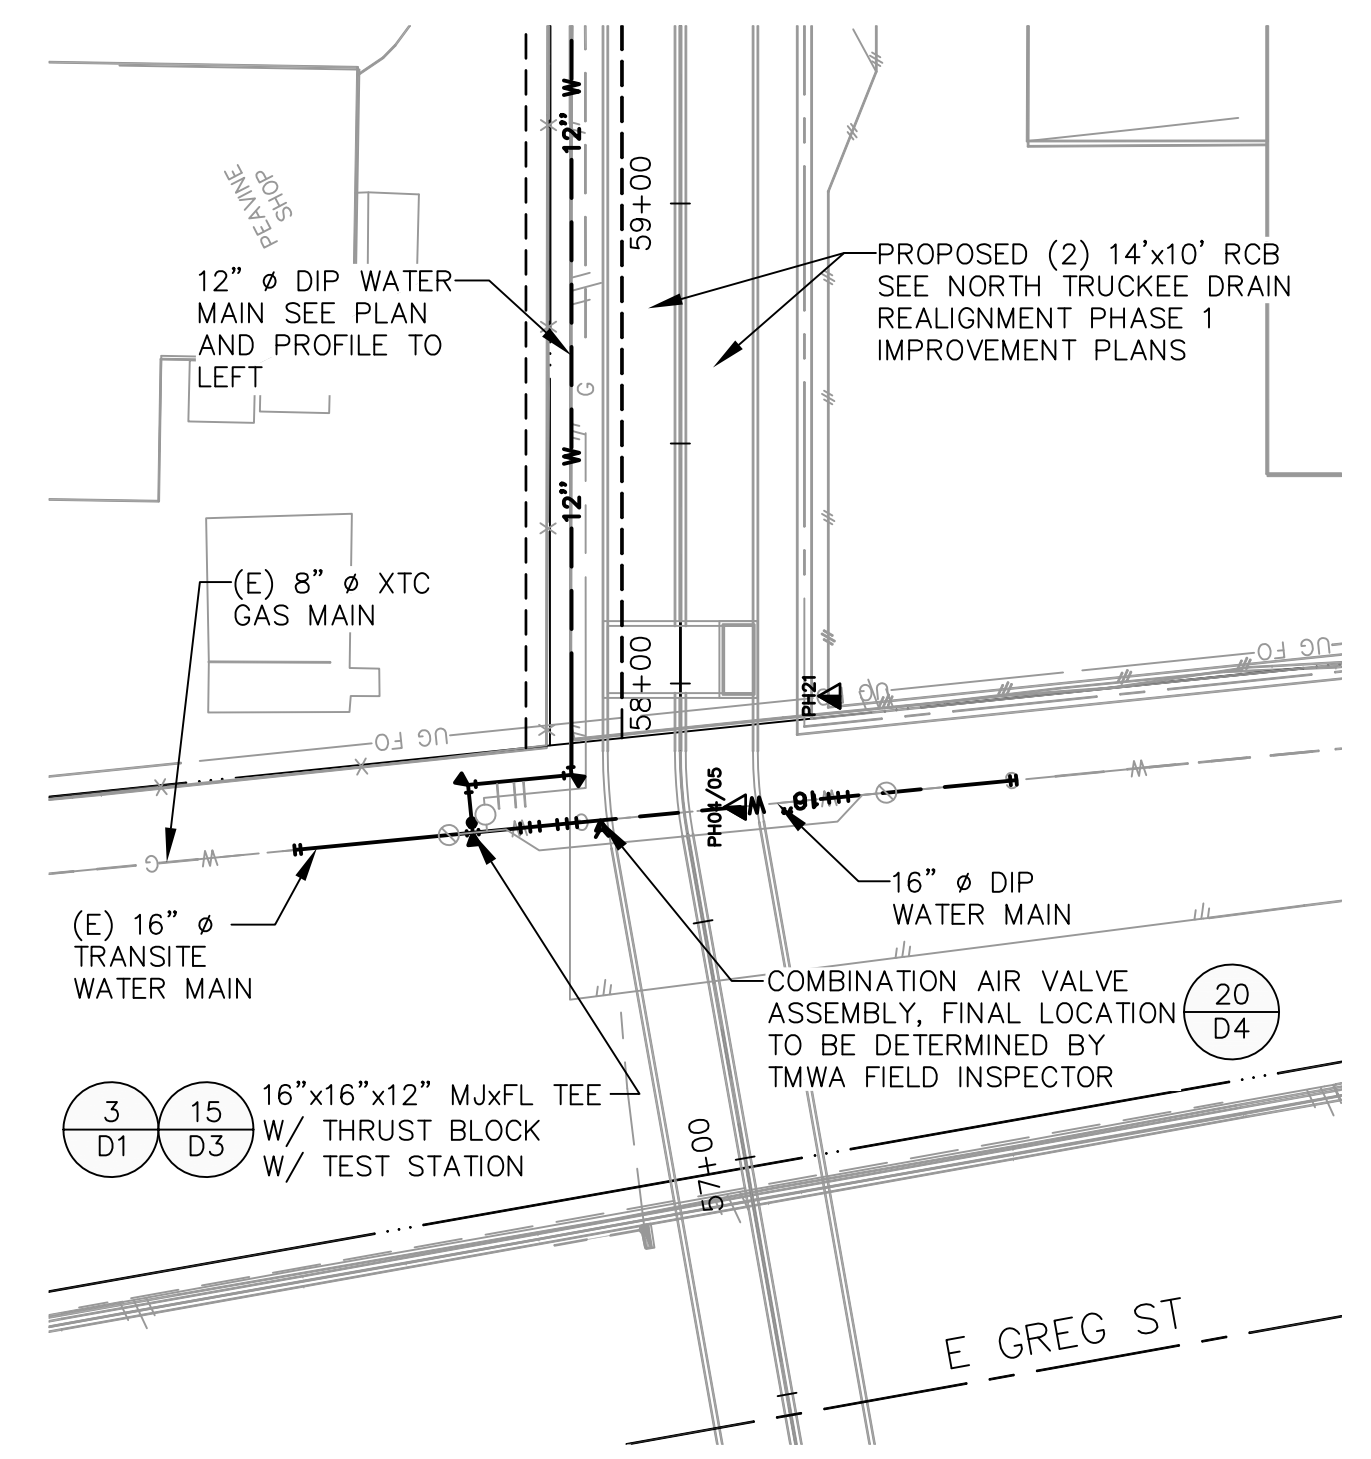 12" W
59+00
PEAVINE
SHOP
12" ø DIP WATER
MAIN SEE PLAN
AND PROFILE TO
LEFT
PROPOSED (2) 14'x10' RCB
SEE NORTH TRUCKEE DRAIN
REALIGNMENT PHASE 1
IMPROVEMENT PLANS
G
12" W
(E) 8" ø XTC
GAS MAIN
58+00
UG FO
UG FO
PH21
UP
W
PH04/05
W
16
G
W
W
16" ø DIP
WATER MAIN
(E) 16" ø
TRANSITE
WATER MAIN
COMBINATION AIR VALVE
ASSEMBLY, FINAL LOCATION
TO BE DETERMINED BY
TMWA FIELD INSPECTOR
20
D4
3
D1
15
D3
16"x16"x12" MJxFL TEE
W/ THRUST BLOCK
W/ TEST STATION
57+00
E GREG ST